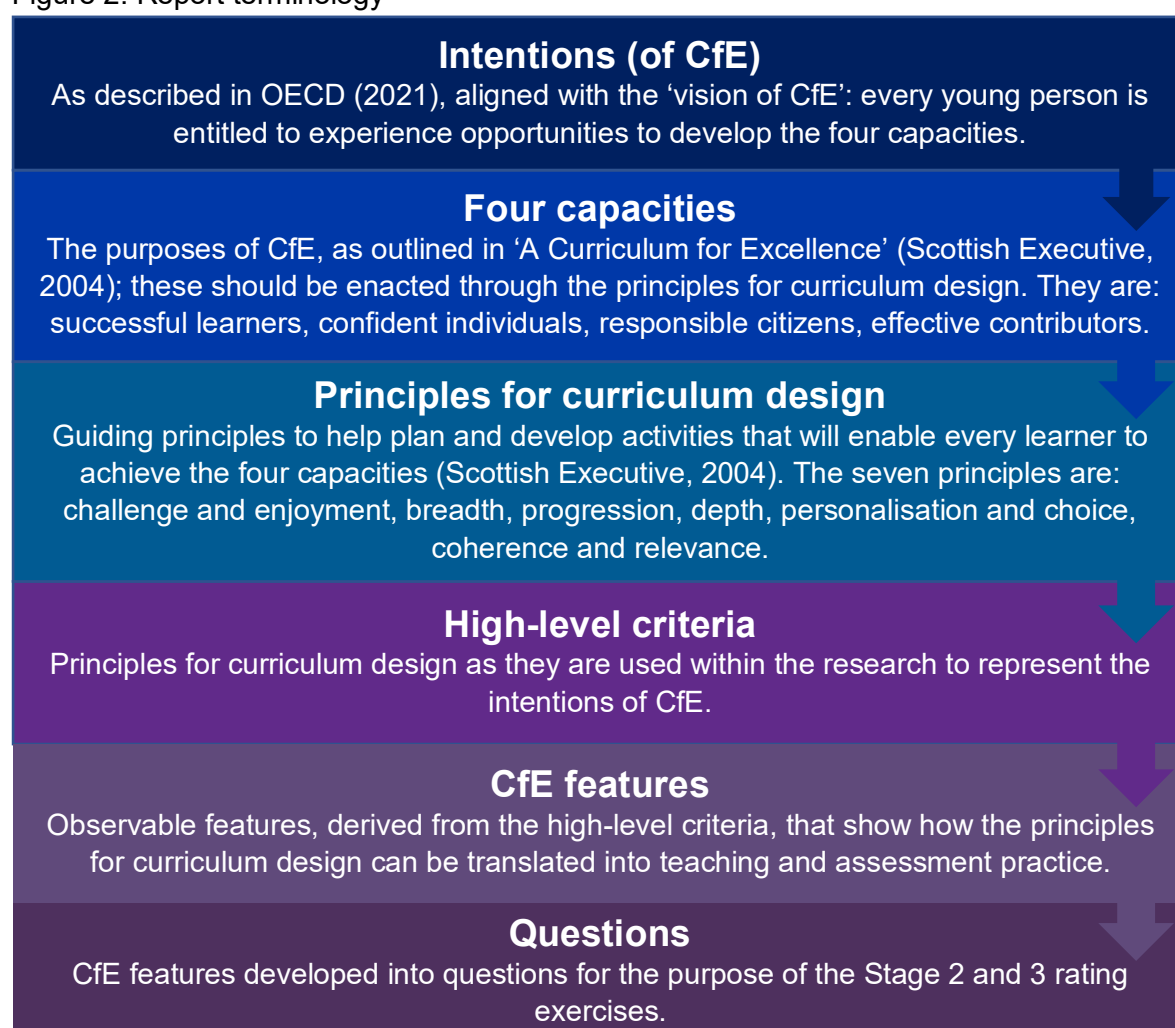 Figure 2: Report terminology
Intentions (of CfE)
As described in OECD (2021), aligned with the ‘vision of CfE’: every young person is
entitled to experience opportunities to develop the four capacities.
Four capacities
The purposes of CfE, as outlined in ‘A Curriculum for Excellence’ (Scottish Executive,
2004); these should be enacted through the principles for curriculum design. They are:
successful learners, confident individuals, responsible citizens, effective contributors.
Principles for curriculum design
Guiding principles to help plan and develop activities that will enable every learner to
achieve the four capacities (Scottish Executive, 2004). The seven principles are:
challenge and enjoyment, breadth, progression, depth, personalisation and choice,
coherence and relevance.
High-level criteria
Principles for curriculum design as they are used within the research to represent the
intentions of CfE.
CfE features
Observable features, derived from the high-level criteria, that show how the principles
for curriculum design can be translated into teaching and assessment practice.
Questions
CfE features developed into questions for the purpose of the Stage 2 and 3 rating
exercises.